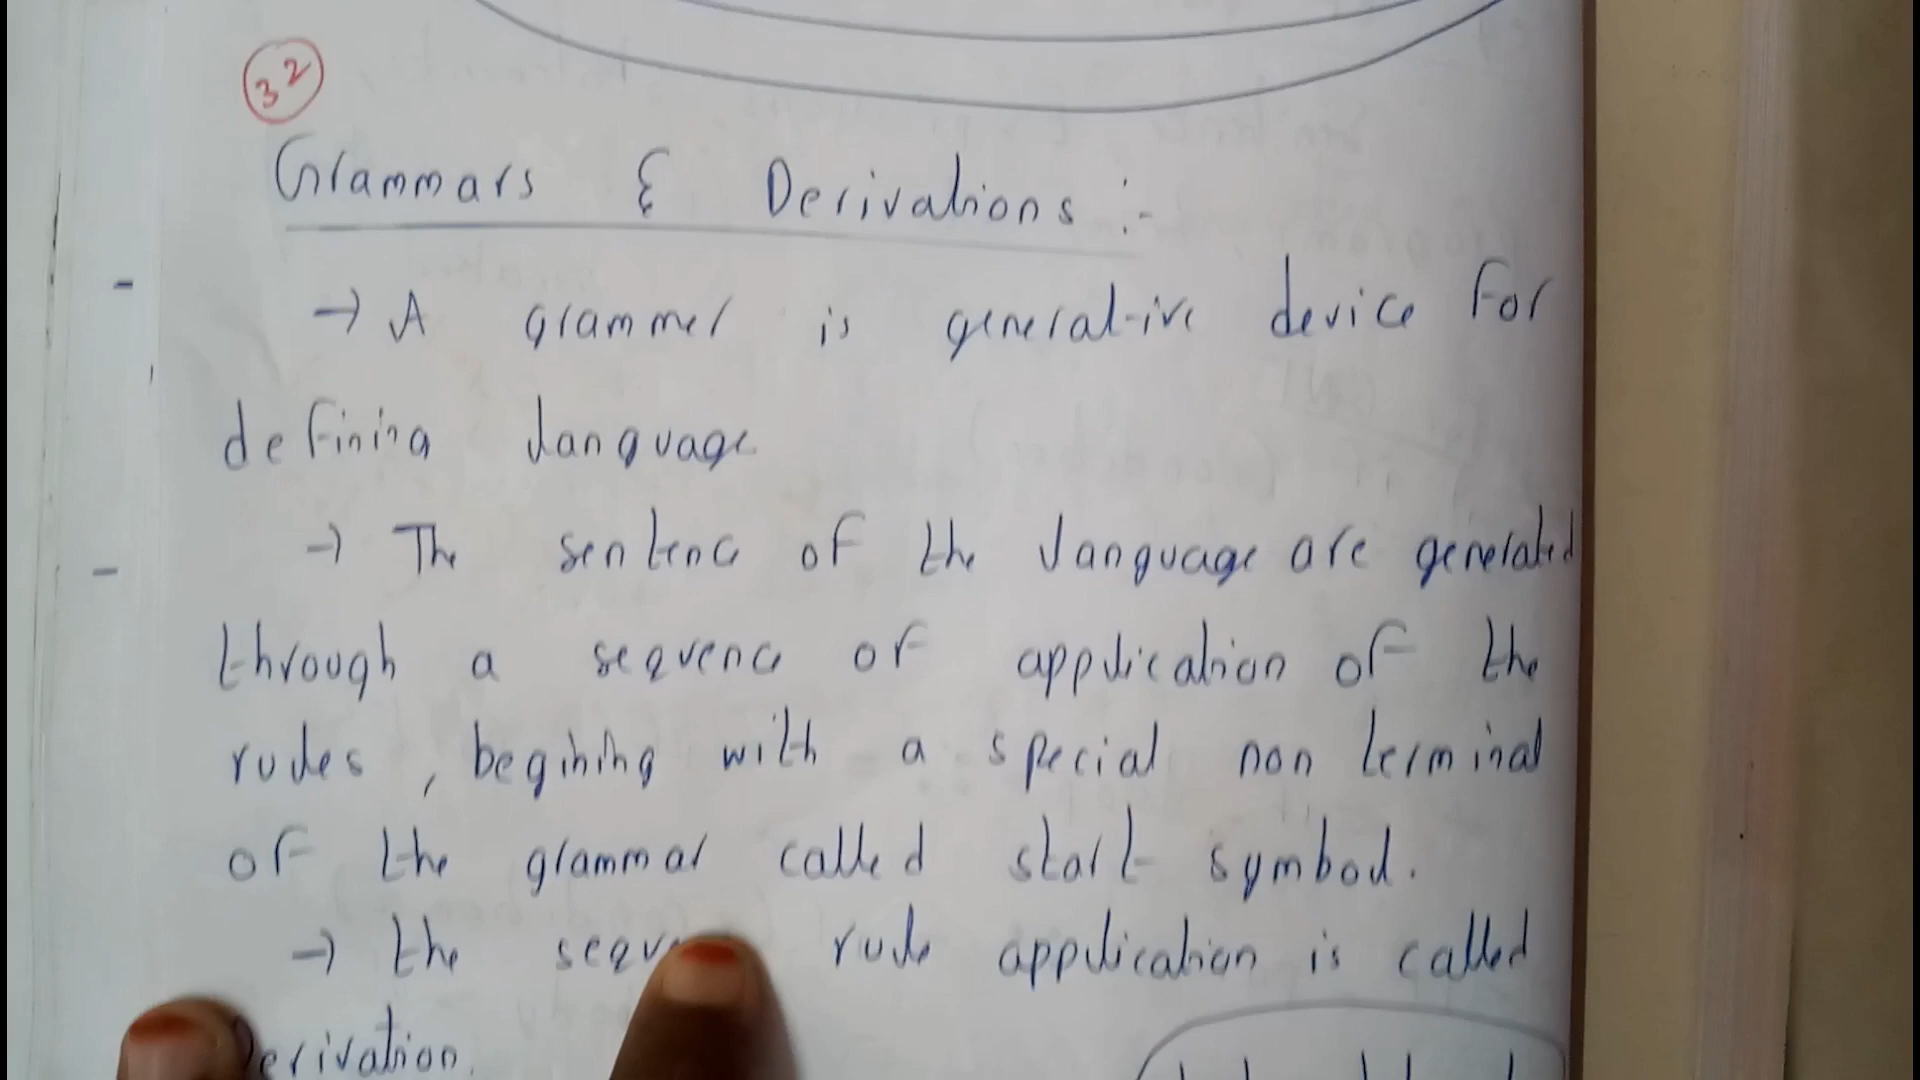 32
Grammars & Derivations :-
→ A grammer is generative device for
defining language
→ The sentence of the language are generated
through a sequence of application of the
rules, begining with a special non terminal
of the grammar called start symbol.
→ the rule application is called
Derivation.